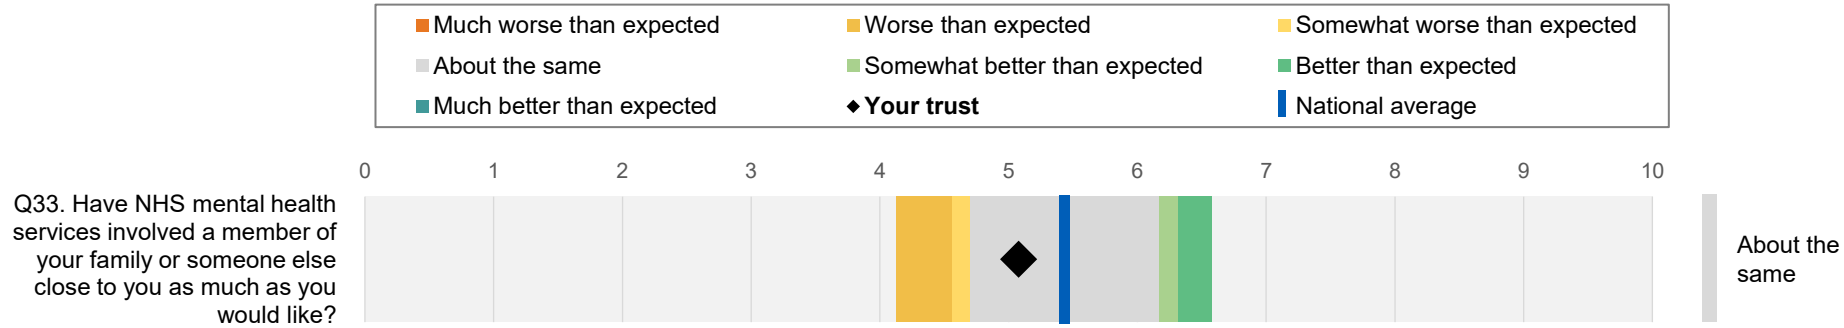 Much worse than expected
Worse than expected
Somewhat worse than expected
About the same
Somewhat better than expected
Better than expected
Much better than expected
Your trust
National average
0 1 2 3 4 5 6 7 8 9 10
Q33. Have NHS mental health
services involved a member of
your family or someone else
close to you as much as you
would like?
About the
same